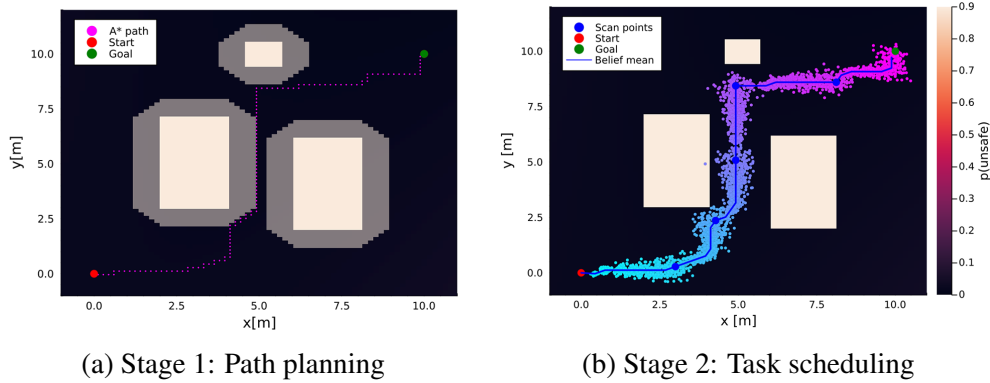 A* path
Start
Goal
10.0
7.5
5.0
2.5
0.0
y[m]
0.0
2.5
5.0
7.5
10.0
x[m]
(a) Stage 1: Path planning
Scan points
Start
Goal
Belief mean
10.0
7.5
5.0
2.5
0.0
y [m]
0.0
2.5
5.0
7.5
10.0
x [m]
0.9
0.8
0.7
0.6
0.5
0.4
0.3
0.2
0.1
0
p(unsafe)
(b) Stage 2: Task scheduling